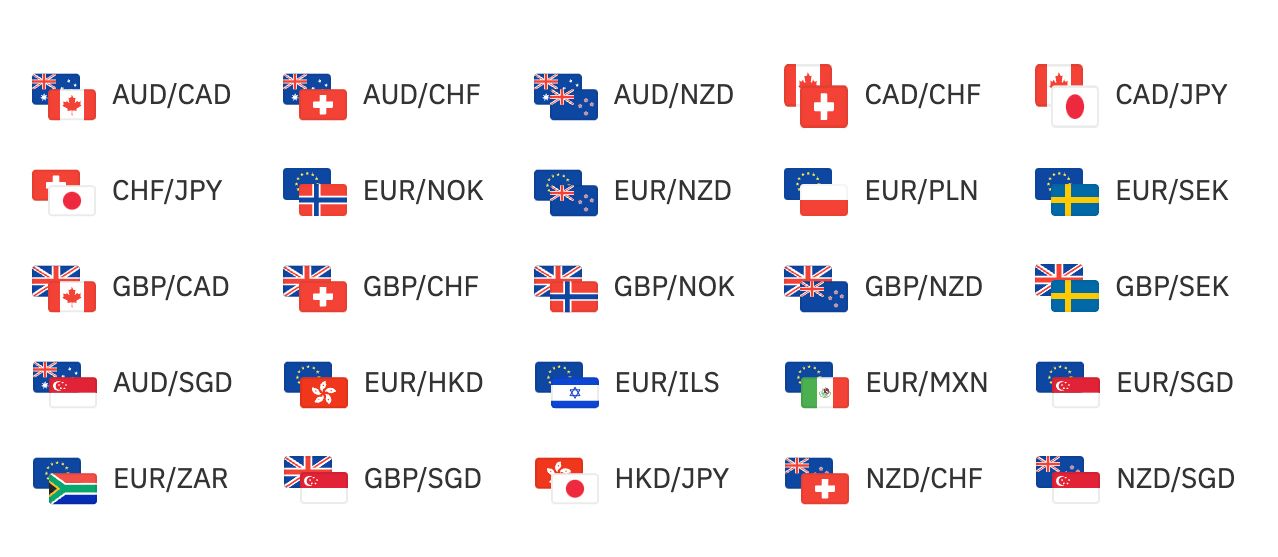 AUD/CAD AUD/CHF AUD/NZD CAD/CHF CAD/JPY
CHF/JPY EUR/NOK EUR/NZD EUR/PLN EUR/SEK
GBP/CAD GBP/CHF GBP/NOK GBP/NZD GBP/SEK
AUD/SGD EUR/HKD EUR/ILS EUR/MXN EUR/SGD
EUR/ZAR GBP/SGD HKD/JPY NZD/CHF NZD/SGD